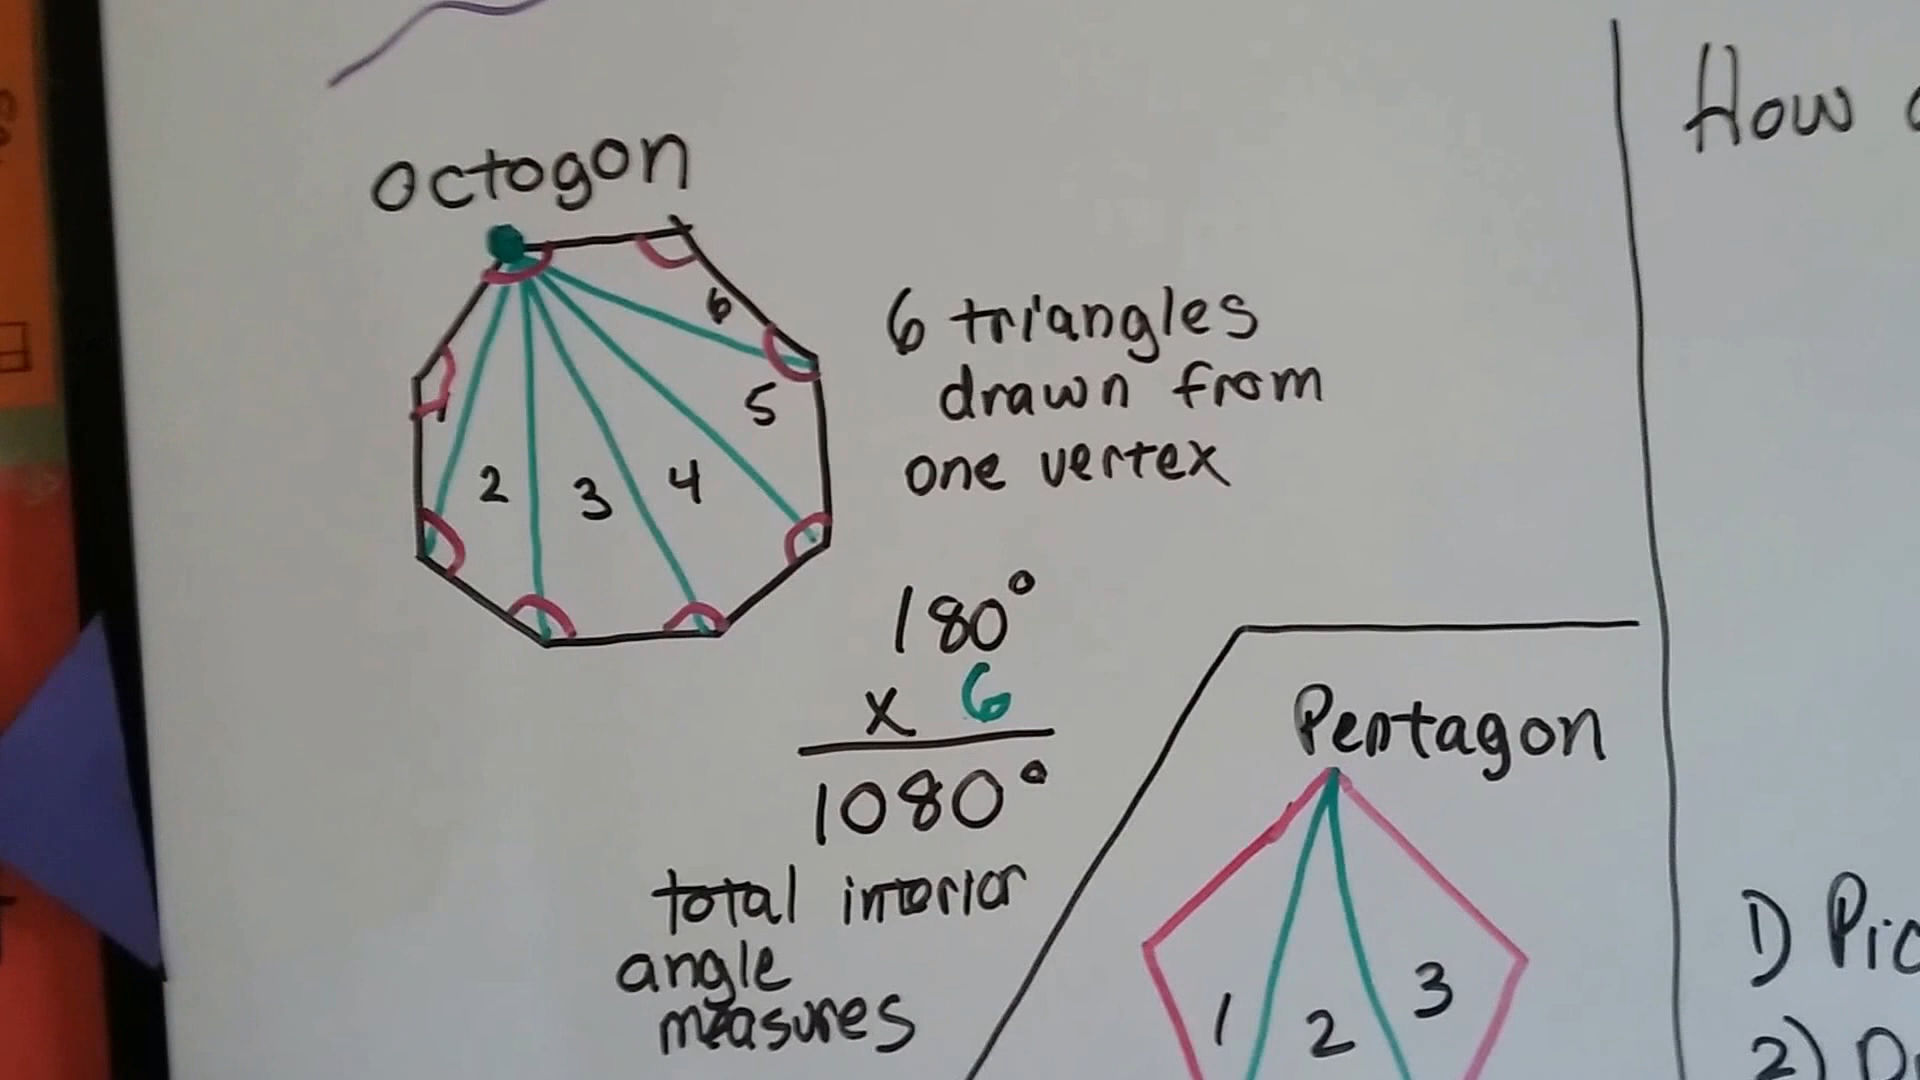 octogon
6
5
1
2
3
4
6 triangles
drawn from
one vertex
180°
x 6
1080°
total interior
angle
measures
Pentagon
1
2
3
How
1)
2)